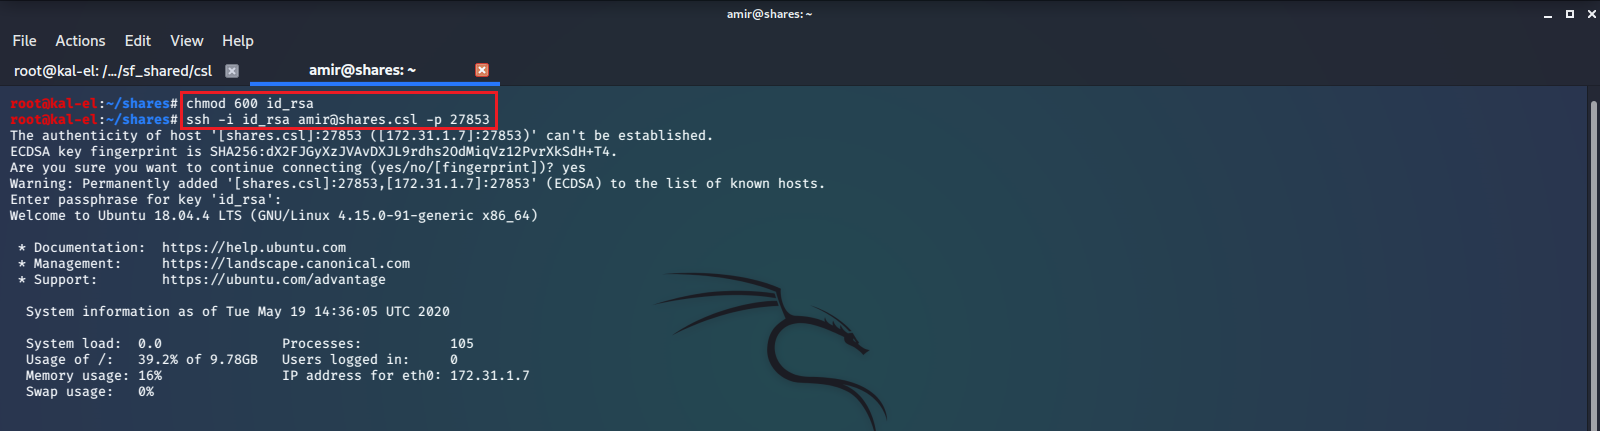 amir@shares: ~
File Actions Edit View Help
root@kal-el: /.../sf_shared/csl amir@shares: ~
root@kal-el:~/shares# chmod 600 id_rsa
root@kal-el:~/shares# ssh -i id_rsa amir@shares.csl -p 27853
The authenticity of host '[shares.csl]:27853 ([172.31.1.7]:27853)' can't be established.
ECDSA key fingerprint is SHA256:dX2FJGyXzJVAvDXJL9rdhs2OdMiqVz12PvrXkSdH+T4.
Are you sure you want to continue connecting (yes/no/[fingerprint])? yes
Warning: Permanently added '[shares.csl]:27853,[172.31.1.7]:27853' (ECDSA) to the list of known hosts.
Enter passphrase for key 'id_rsa':
Welcome to Ubuntu 18.04.4 LTS (GNU/Linux 4.15.0-91-generic x86_64)
* Documentation: https://help.ubuntu.com
* Management: https://landscape.canonical.com
* Support: https://ubuntu.com/advantage
System information as of Tue May 19 14:36:05 UTC 2020
System load: 0.0 Processes: 105
Usage of /: 39.2% of 9.78GB Users logged in: 0
Memory usage: 16% IP address for eth0: 172.31.1.7
Swap usage: 0%